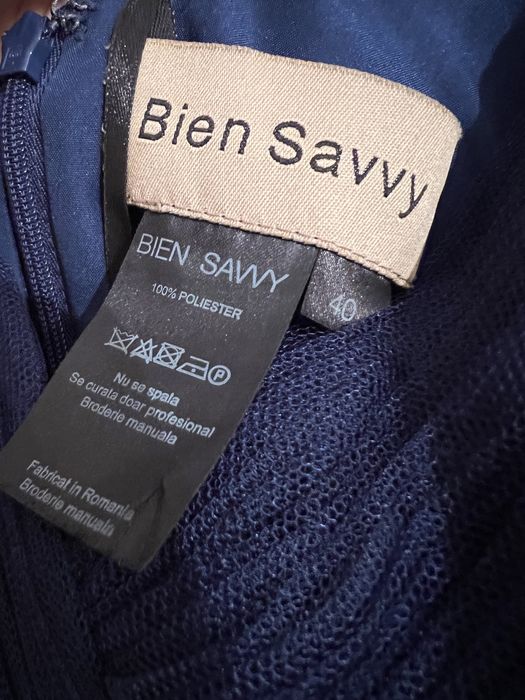 Bien Savvy
BIEN SAVVY
40
100% POLIESTER
P
Nu se spala
Se curata doar profesional
Broderie manuala
Fabricat in Romania
Broderie manuala